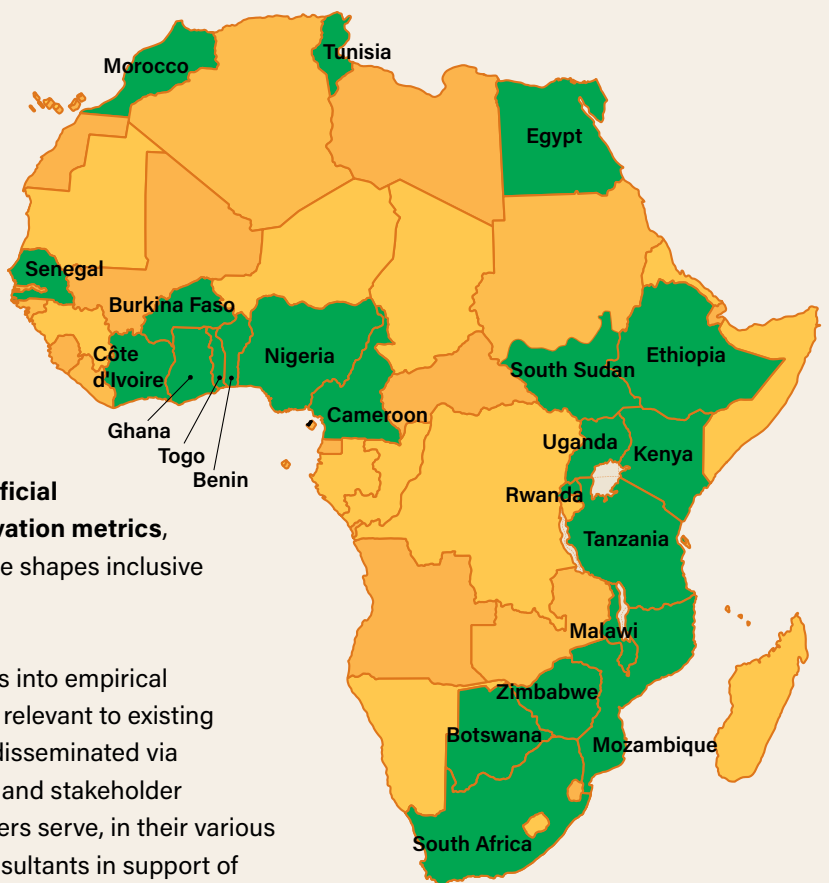 Tunisia
Morocco
Egypt
Senegal
Burkina Faso
Côte
d'Ivoire
Nigeria
Ethiopia
South Sudan
Cameroon
Ghana
Togo
Benin
Uganda
Kenya
Rwanda
Tanzania
Malawi
Zimbabwe
Botswana
Mozambique
South Africa
ficial
vation metrics,
e shapes inclusive
s into empirical
relevant to existing
disseminated via
and stakeholder
ers serve, in their various
sultants in support of